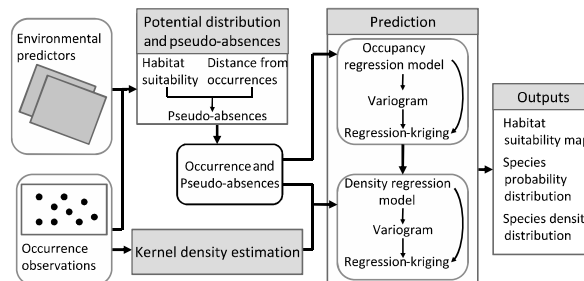 Environmental
predictors
Occurrence
observations
Potential distribution
and pseudo-absences
Habitat
suitability
Distance from
occurrences
Pseudo-absences
Occurrence and
Pseudo-absences
Kernel density estimation
Prediction
Occupancy
regression model
Variogram
Regression-kriging
Density regression
model
Variogram
Regression-kriging
Outputs
Habitat
suitability map
Species
probability
distribution
Species density
distribution